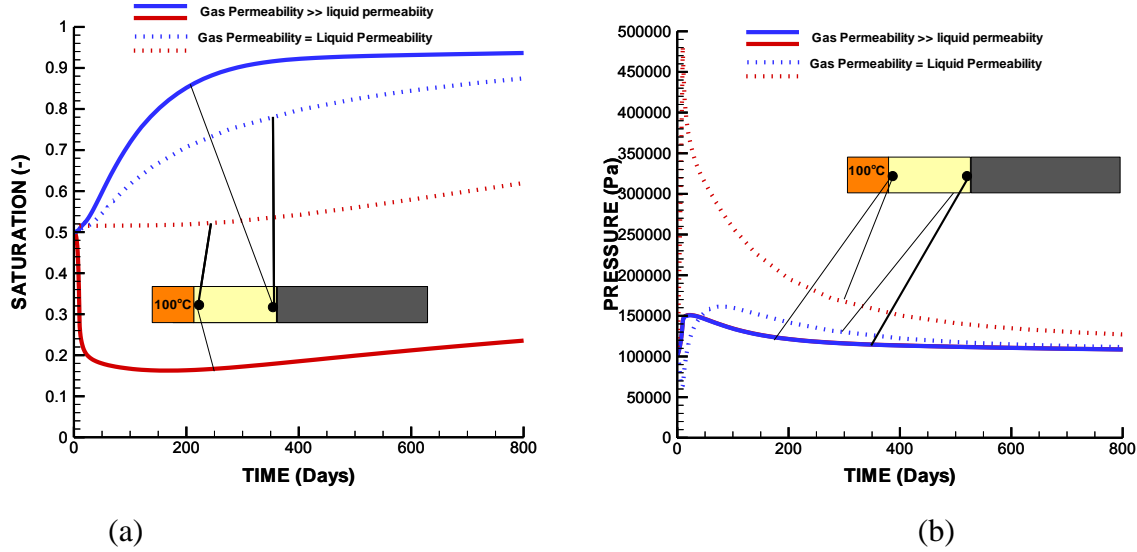 Gas Permeability >> liquid permeabiity
Gas Permeability = Liquid Permeability
1
0.9
0.8
0.7
0.6
0.5
0.4
0.3
0.2
0.1
0
SATURATION (-)
100°C
0 200 400 600 800
TIME (Days)
(a)
Gas Permeability >> liquid permeabiity
Gas Permeability = Liquid Permeability
500000
450000
400000
350000
300000
250000
200000
150000
100000
50000
0
PRESSURE (Pa)
100°C
0 200 400 600 800
TIME (Days)
(b)